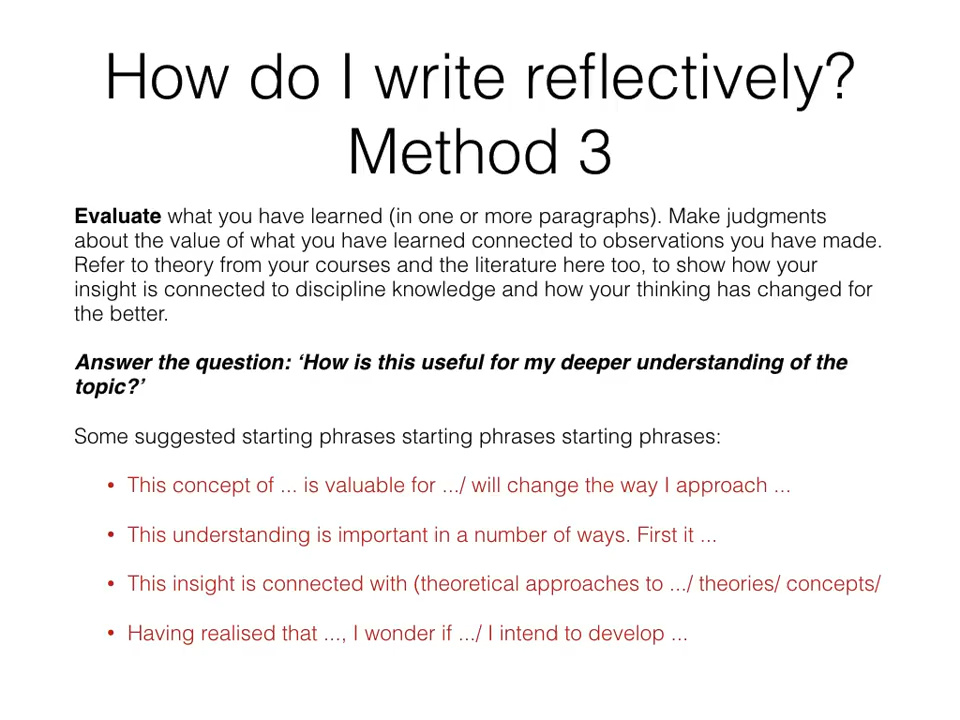 How do I write reflectively?
Method 3
Evaluate what you have learned (in one or more paragraphs). Make judgments
about the value of what you have learned connected to observations you have made.
Refer to theory from your courses and the literature here too, to show how your
insight is connected to discipline knowledge and how your thinking has changed for
the better.
Answer the question: ‘How is this useful for my deeper understanding of the
topic?’
Some suggested starting phrases starting phrases starting phrases:
• This concept of ... is valuable for .../ will change the way I approach ...
• This understanding is important in a number of ways. First it ...
• This insight is connected with (theoretical approaches to .../ theories/ concepts/
• Having realised that ..., I wonder if .../ I intend to develop ...